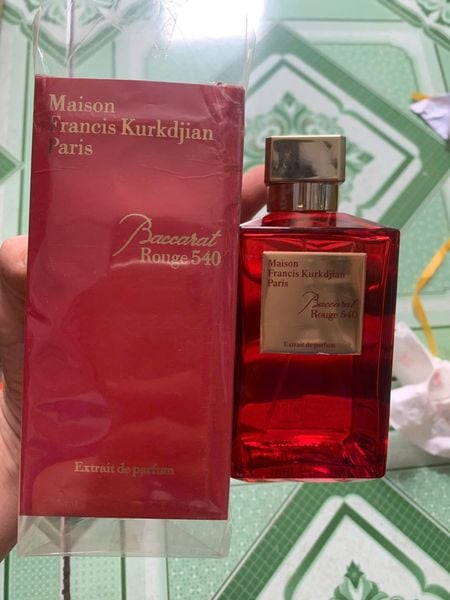 Maison
Francis Kurkdjian
Paris
Baccarat
Rouge 540
Extrait de parfum
Maison
Francis Kurkdjian
Paris
Baccarat
Rouge 540
Extrait de parfum